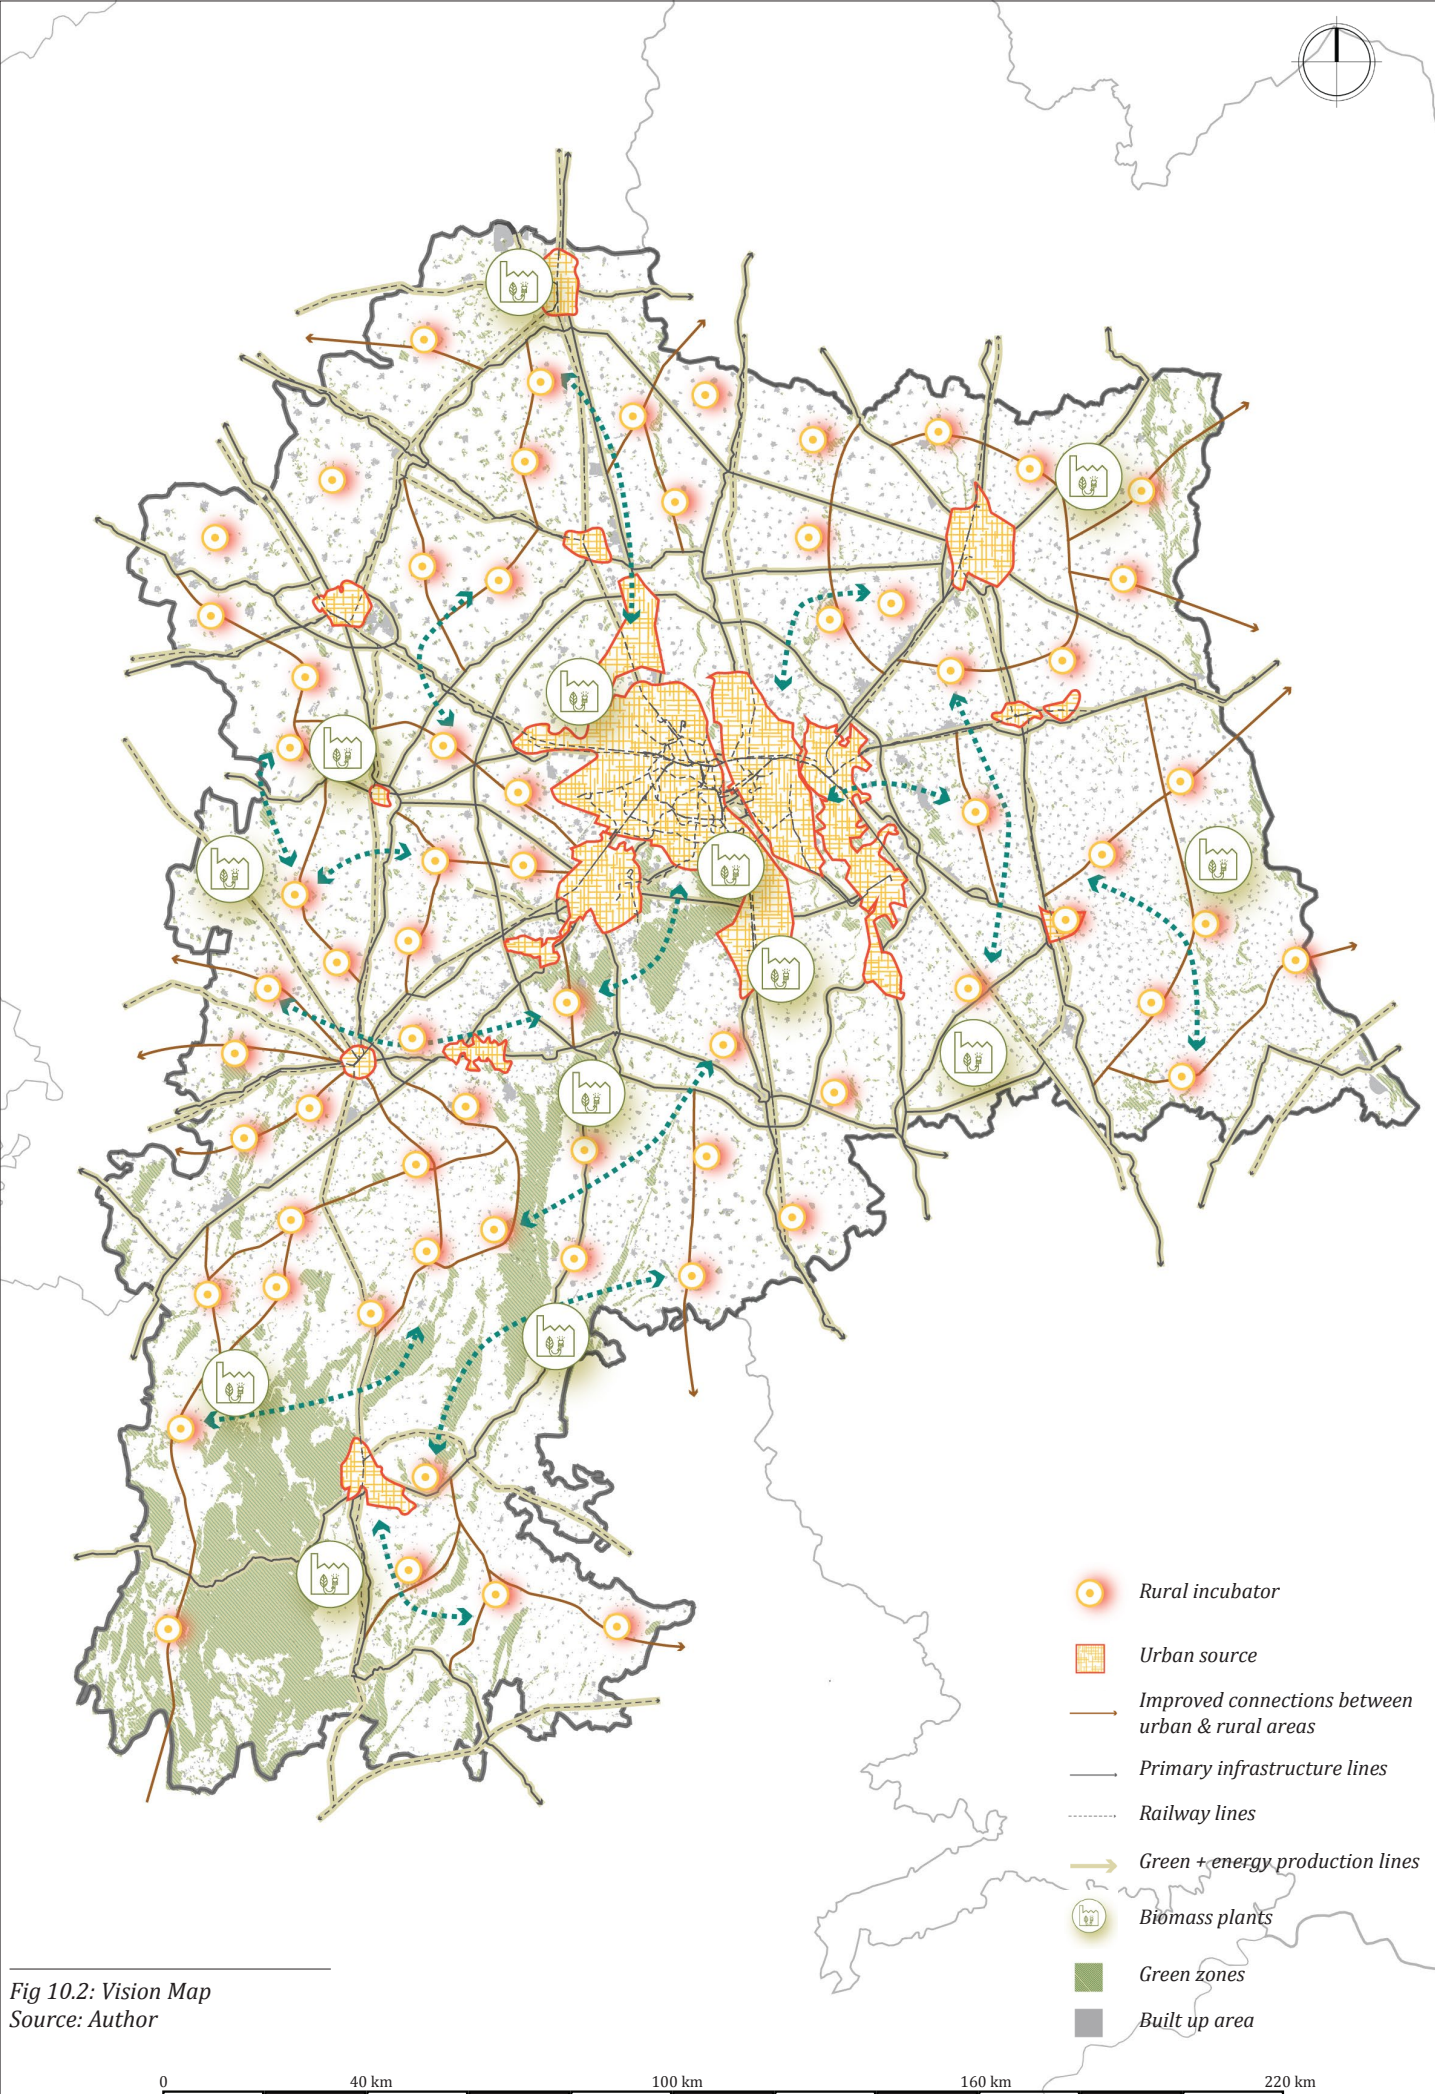 Rural incubator
Urban source
Improved connections between
urban & rural areas
Primary infrastructure lines
Railway lines
Green + energy production lines
Biomass plants
Green zones
Built up area
Fig 10.2: Vision Map
Source: Author
0 40 km 100 km 160 km 220 km